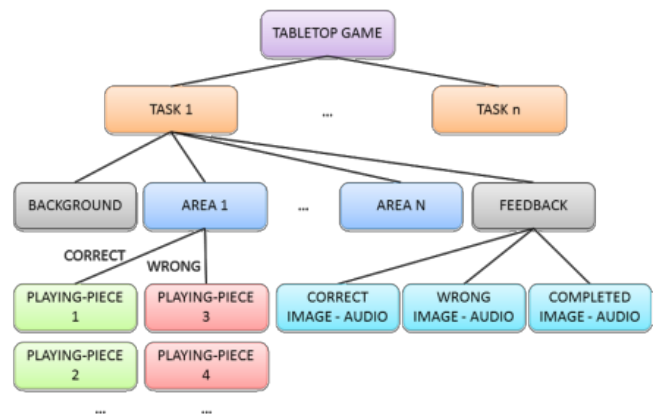 TABLETOP GAME
TASK 1
...
TASK n
BACKGROUND
AREA 1
...
AREA N
FEEDBACK
CORRECT
WRONG
PLAYING-PIECE
1
PLAYING-PIECE
3
CORRECT
IMAGE - AUDIO
WRONG
IMAGE - AUDIO
COMPLETED
IMAGE - AUDIO
PLAYING-PIECE
2
PLAYING-PIECE
4
...
...